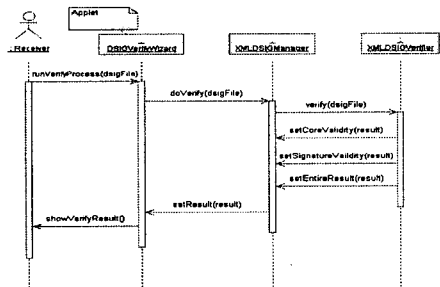 Applet
: Receiver
DSIGVerifyWizard
XMLDSIGManager
XMLDSIGVerifier
runVerifyProcess(dsigFile)
doVerify(dsigFile)
verify(dsigFile)
setCoreValidity(result)
setSignatureVaildity(result)
setEntireResult(result)
setResult(result)
showVerifyResult()